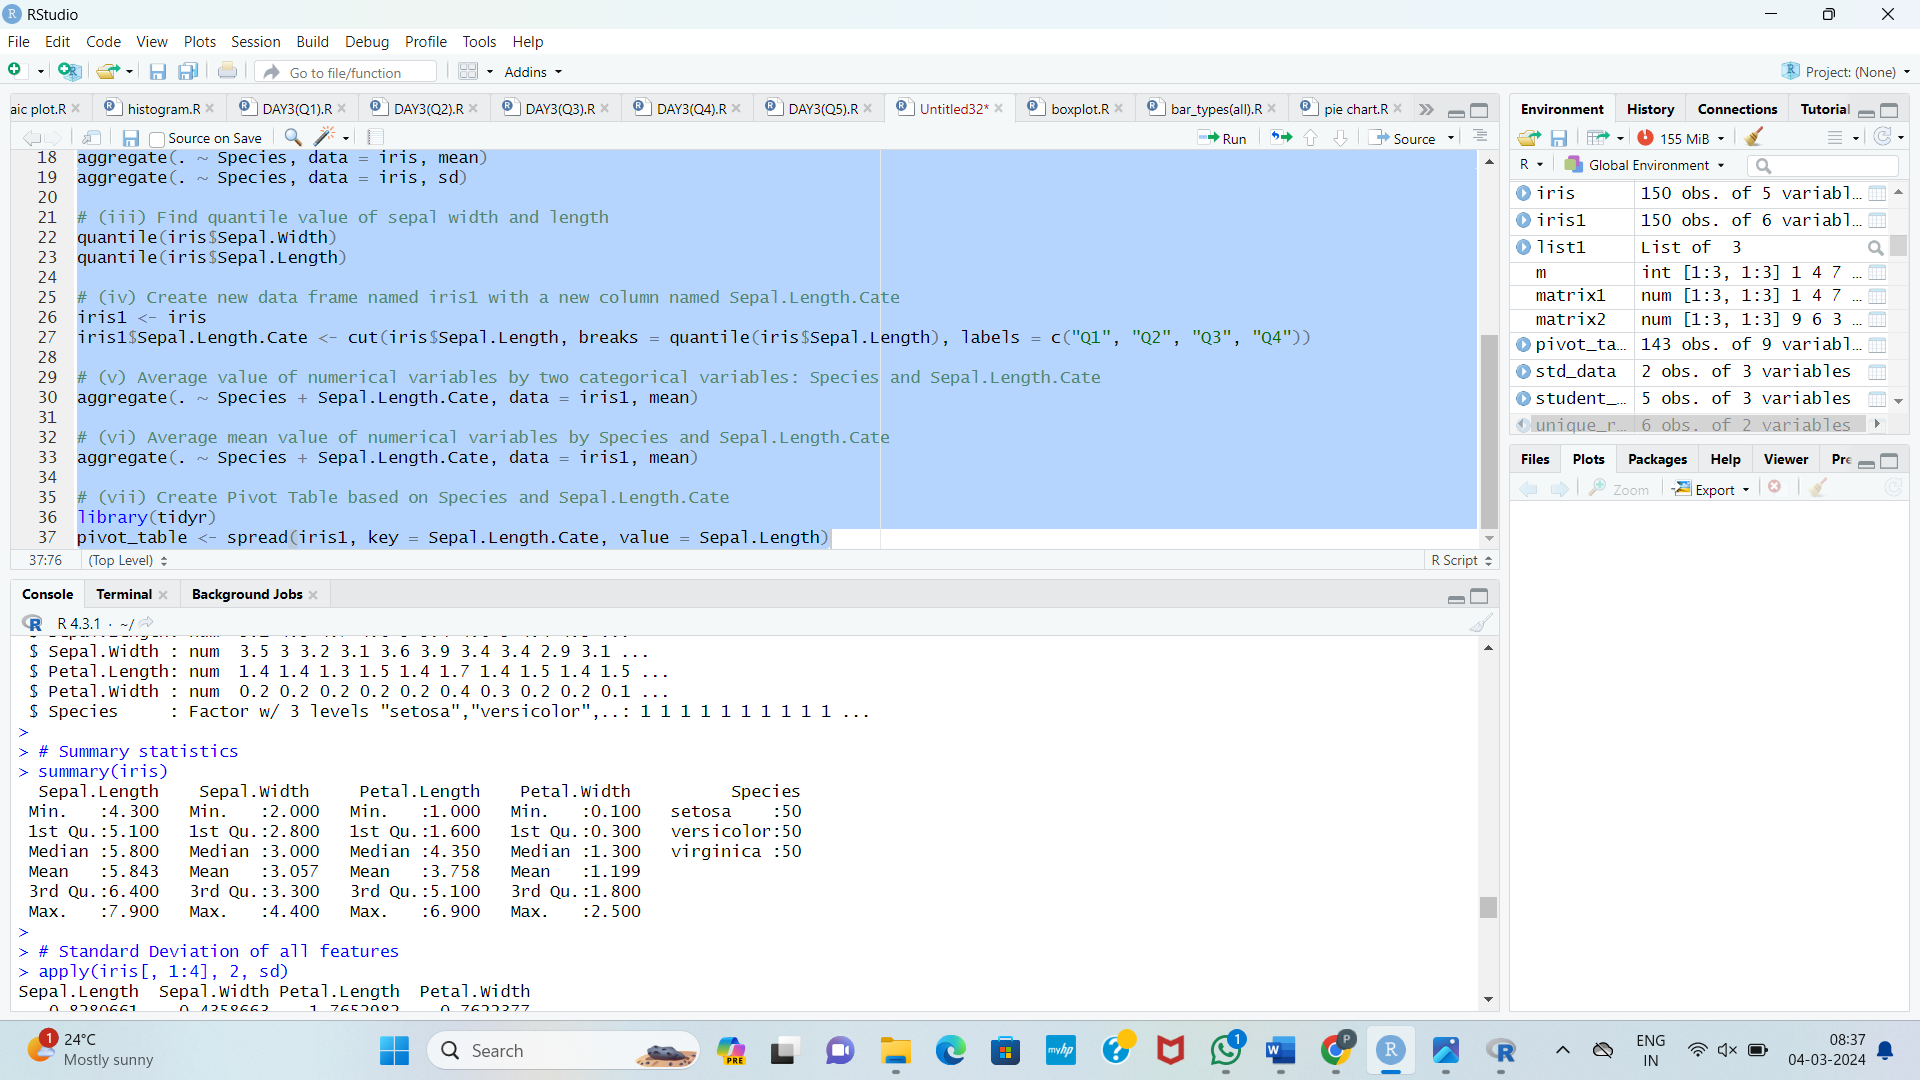 RStudio
File Edit Code View Plots Session Build Debug Profile Tools Help
Go to file/function Addins Project: (None)
aic plot.R histogram.R DAY3(Q1).R DAY3(Q2).R DAY3(Q3).R DAY3(Q4).R DAY3(Q5).R Untitled32* boxplot.R bar_types(all).R pie chart.R
Source on Save Run Source
18 aggregate(. ~ Species, data = iris, mean)
19 aggregate(. ~ Species, data = iris, sd)
20
21 # (iii) Find quantile value of sepal width and length
22 quantile(iris$Sepal.Width)
23 quantile(iris$Sepal.Length)
24
25 # (iv) Create new data frame named iris1 with a new column named Sepal.Length.Cate
26 iris1 <- iris
27 iris1$Sepal.Length.Cate <- cut(iris$Sepal.Length, breaks = quantile(iris$Sepal.Length), labels = c("Q1", "Q2", "Q3", "Q4"))
28
29 # (v) Average value of numerical variables by two categorical variables: Species and Sepal.Length.Cate
30 aggregate(. ~ Species + Sepal.Length.Cate, data = iris1, mean)
31
32 # (vi) Average mean value of numerical variables by Species and Sepal.Length.Cate
33 aggregate(. ~ Species + Sepal.Length.Cate, data = iris1, mean)
34
35 # (vii) Create Pivot Table based on Species and Sepal.Length.Cate
36 library(tidyr)
37 pivot_table <- spread(iris1, key = Sepal.Length.Cate, value = Sepal.Length)
37:76 (Top Level) R Script
Console Terminal Background Jobs
R 4.3.1 · ~/
$ Sepal.Width : num 3.5 3 3.2 3.1 3.6 3.9 3.4 3.4 2.9 3.1 ...
$ Petal.Length: num 1.4 1.4 1.3 1.5 1.4 1.7 1.4 1.5 1.4 1.5 ...
$ Petal.Width : num 0.2 0.2 0.2 0.2 0.2 0.4 0.3 0.2 0.2 0.1 ...
$ Species : Factor w/ 3 levels "setosa","versicolor",..: 1 1 1 1 1 1 1 1 1 1 ...
>
> # Summary statistics
> summary(iris)
Sepal.Length Sepal.Width Petal.Length Petal.Width Species
Min. :4.300 Min. :2.000 Min. :1.000 Min. :0.100 setosa :50
1st Qu.:5.100 1st Qu.:2.800 1st Qu.:1.600 1st Qu.:0.300 versicolor:50
Median :5.800 Median :3.000 Median :4.350 Median :1.300 virginica :50
Mean :5.843 Mean :3.057 Mean :3.758 Mean :1.199
3rd Qu.:6.400 3rd Qu.:3.300 3rd Qu.:5.100 3rd Qu.:1.800
Max. :7.900 Max. :4.400 Max. :6.900 Max. :2.500
>
> # Standard Deviation of all features
> apply(iris[, 1:4], 2, sd)
Sepal.Length Sepal.Width Petal.Length Petal.Width
0.8280661 0.4358663 1.7652982 0.7622377
Environment History Connections Tutorial
155 MiB
R Global Environment
iris 150 obs. of 5 variabl…
iris1 150 obs. of 6 variabl…
list1 List of 3
m int [1:3, 1:3] 1 4 7 …
matrix1 num [1:3, 1:3] 1 4 7 …
matrix2 num [1:3, 1:3] 9 6 3 …
pivot_ta… 143 obs. of 9 variabl…
std_data 2 obs. of 3 variables
student_… 5 obs. of 3 variables
unique_r… 6 obs. of 2 variables
Files Plots Packages Help Viewer Pre
Zoom Export
1 24°C
Mostly sunny
Search
PRE
myhp
1
P
ENG
IN
08:37
04-03-2024